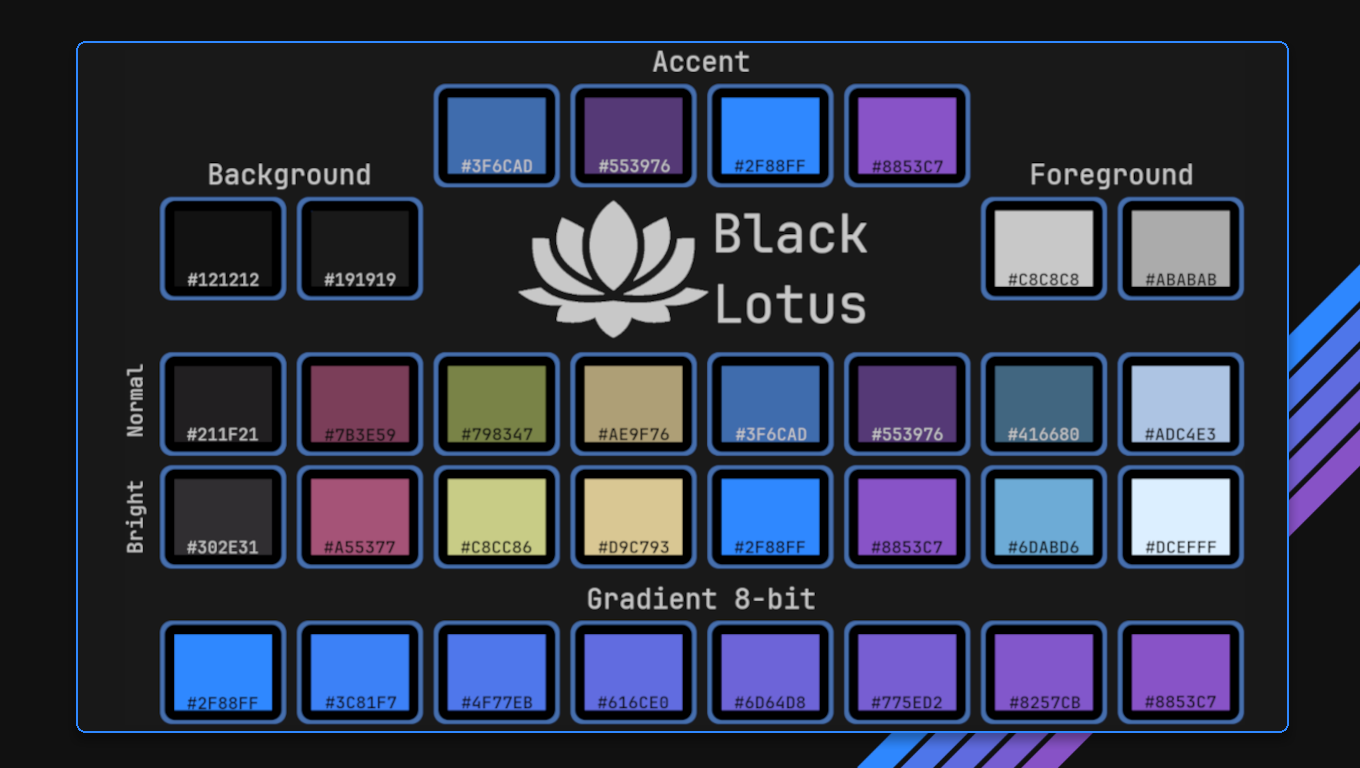 Accent
#3F6CAD #553976 #2F88FF #8853C7
Background
Foreground
#121212 #191919
Black
Lotus
#C8C8C8 #ABABAB
Normal
#211F21 #7B3E59 #798347 #AE9F76 #3F6CAD #553976 #416680 #ADC4E3
Bright
#302E31 #A55377 #C8CC86 #D9C793 #2F88FF #8853C7 #6DABD6 #DCEFFF
Gradient 8-bit
#2F88FF #3C81F7 #4F77EB #616CE0 #6D64D8 #775ED2 #8257CB #8853C7